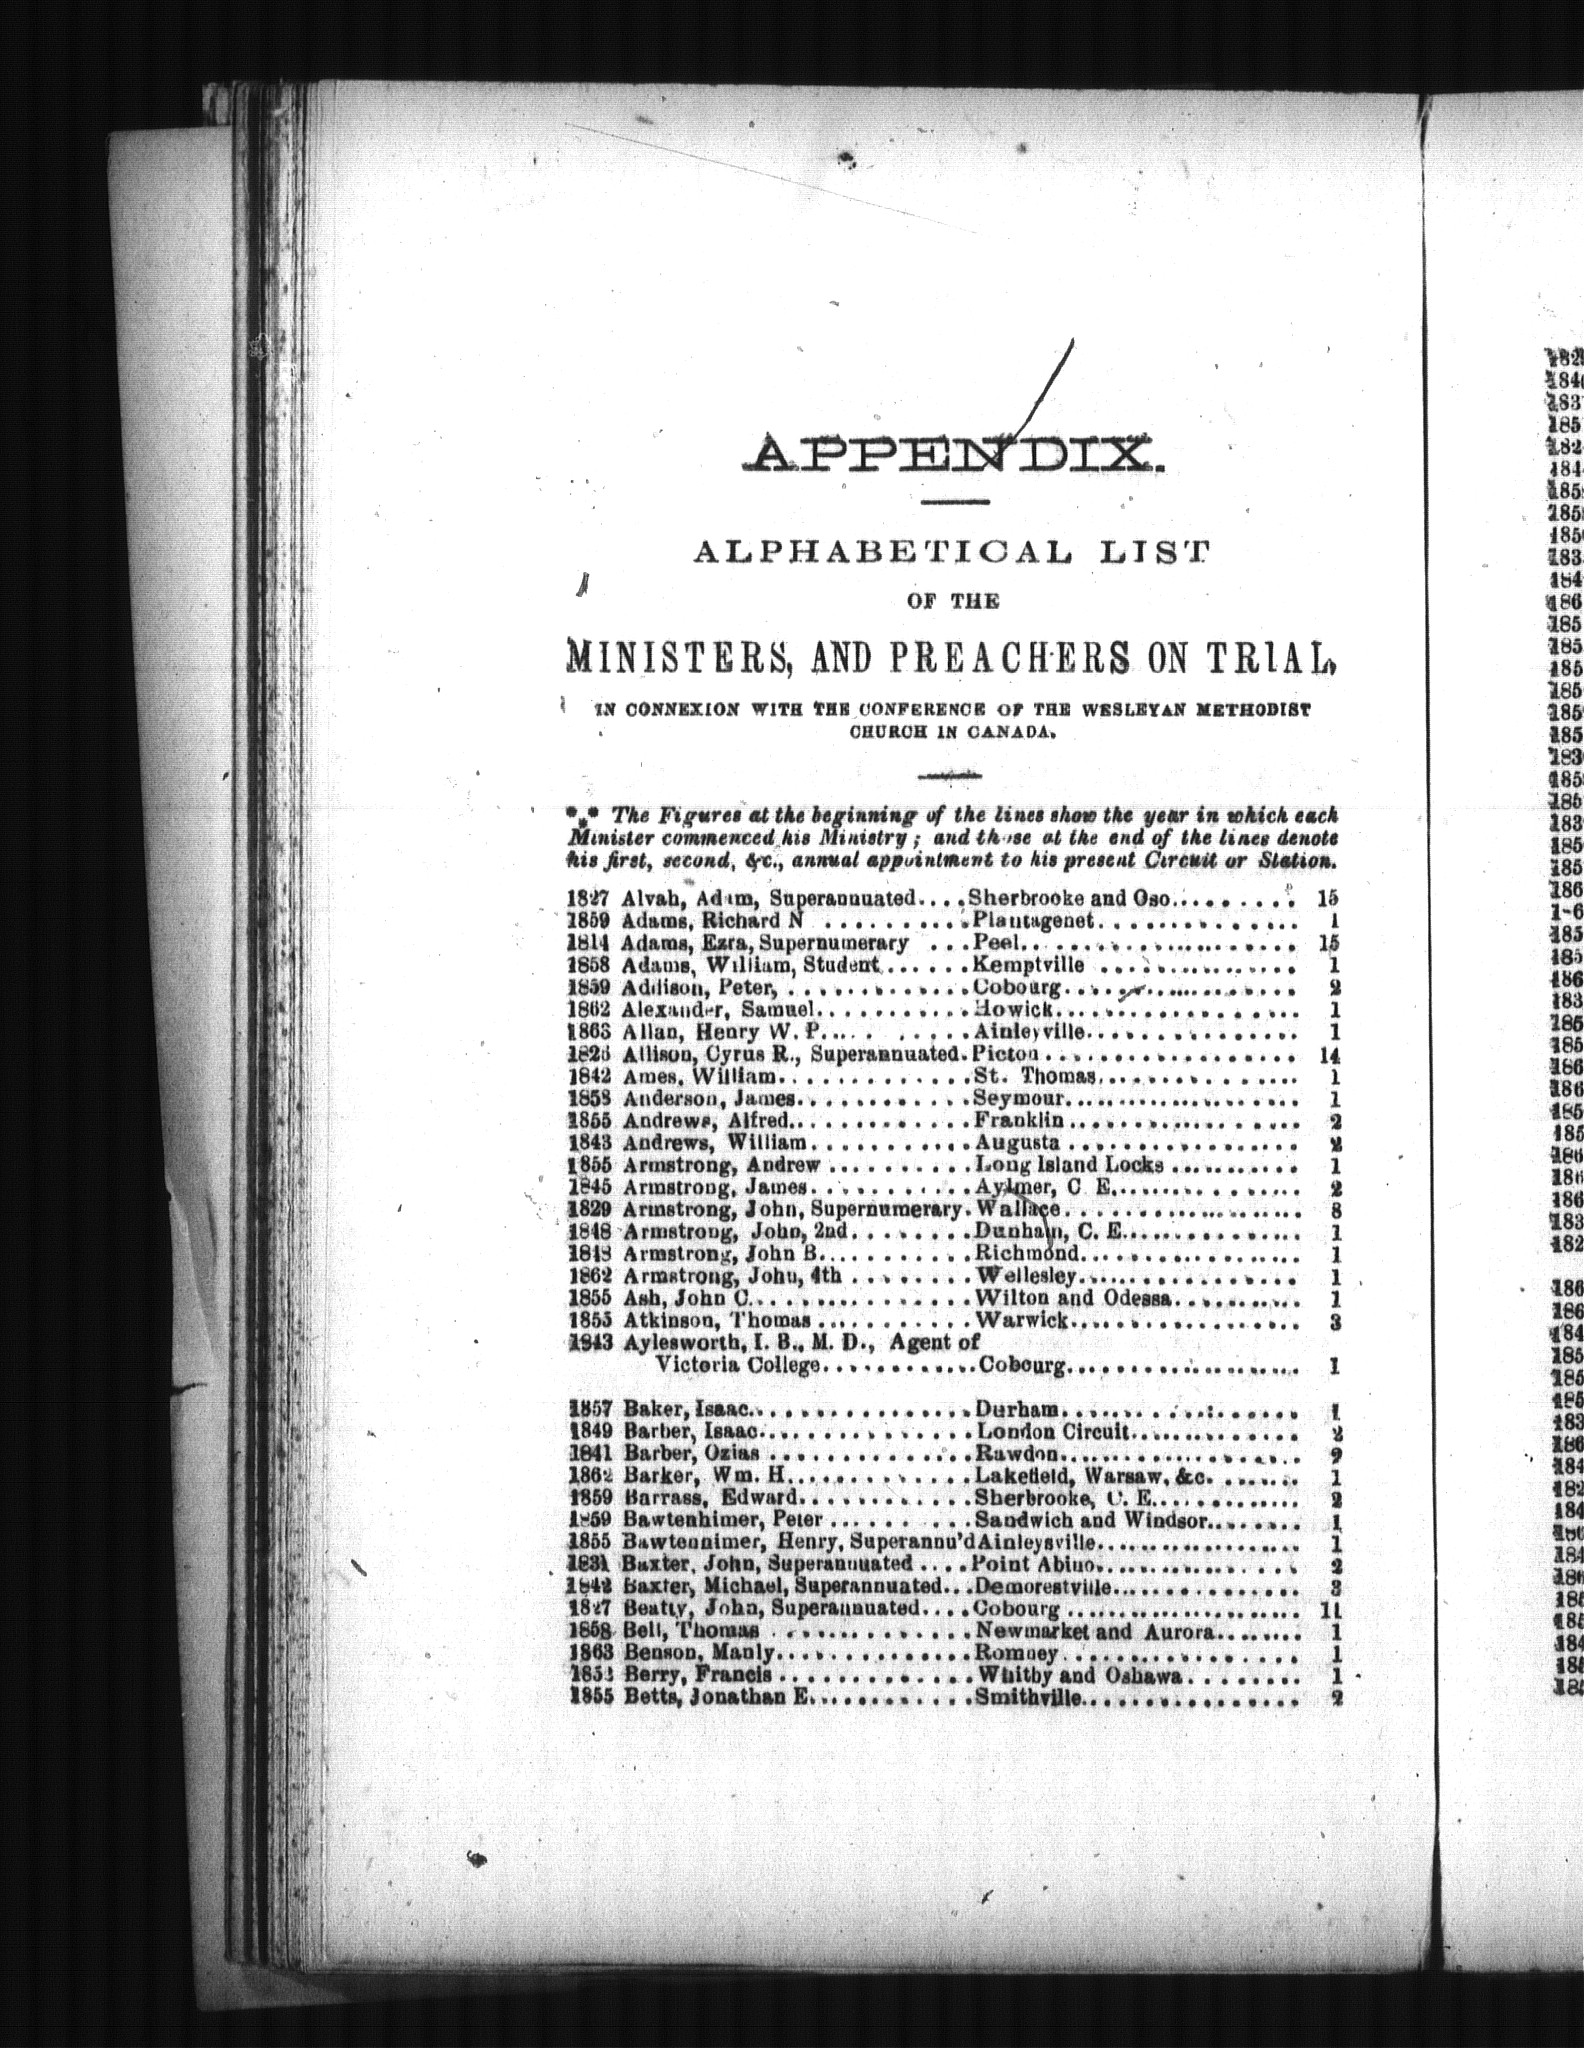 APPENDIX.
ALPHABETICAL LIST
OF THE
MINISTERS, AND PREACHERS ON TRIAL,
IN CONNEXION WITH THE CONFERENCE OF THE WESLEYAN METHODIST
CHURCH IN CANADA.
*** The Figures at the beginning of the lines show the year in which each
Minister commenced his Ministry; and those at the end of the lines denote
his first, second, &c., annual appointment to his present Circuit or Station.
1827 Alvah, Adam, Superannuated....Sherbrooke and Oso......... 15
1859 Adams, Richard N ..........Plantagenet............... 1
1814 Adams, Ezra, Supernumerary ...Peel................... 15
1858 Adams, William, Student......Kemptville ............... 1
1859 Addison, Peter, .............Cobourg................. 2
1862 Alexander, Samuel...........Howick.................. 1
1863 Allan, Henry W. P...........Ainleyville................ 1
Allison, Cyrus R., Superannuated.Picton.................. 14
1842 Ames, William.............St. Thomas............... 1
1858 Anderson, James............Seymour.................. 1
1855 Andrews, Alfred.............Franklin................. 2
1843 Andrews, William...........Augusta ................. 2
1855 Armstrong, Andrew ..........Long Island Locks .......... 1
1845 Armstrong, James...........Aylmer, C E.............. 2
1829 Armstrong, John, Supernumerary.Wallace................. 8
1848 Armstrong, John, 2nd.........Dunham, C. E.............. 1
1848 Armstrong, John B...........Richmond................ 1
1862 Armstrong, John, 4th .........Wellesley................. 1
1855 Ash, John C................Wilton and Odessa.......... 1
1855 Atkinson, Thomas ...........Warwick................. 3
1843 Aylesworth, I. B., M. D., Agent of
Victoria College.............Cobourg.................. 1
1857 Baker, Isaac................Durham................. 1
1849 Barber, Isaac...............London Circuit............ 2
1841 Barber, Ozias ..............Rawdon.................. 2
1862 Barker, Wm. H.............Lakefield, Warsaw, &c. ....... 1
1859 Barrass, Edward............Sherbrooke, C. E............ 2
1859 Bawtenhimer, Peter ..........Sandwich and Windsor........ 1
1855 Bawtenhimer, Henry, Superannu'd Ainleysville................ 1
1831 Baxter, John, Superannuated ....Point Abino............... 2
1842 Baxter, Michael, Superannuated...Demorestville.............. 3
1827 Beatty, John, Superannuated....Cobourg ................. 11
1858 Bell, Thomas ..............Newmarket and Aurora........ 1
1863 Benson, Manly..............Romney ................. 1
1853 Berry, Francis ..............Whitby and Oshawa......... 1
1855 Betts, Jonathan E............Smithville................. 2